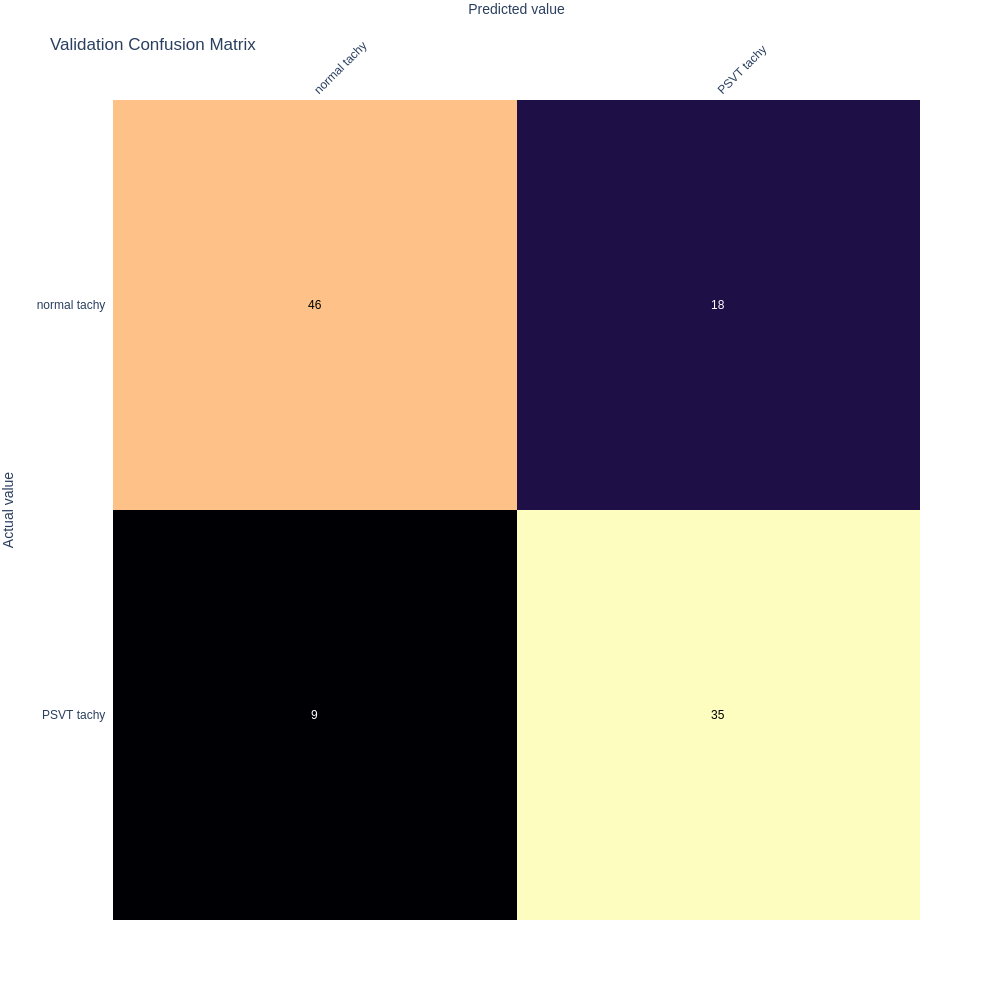 Predicted value
Validation Confusion Matrix
normal tachy
PSVT tachy
normal tachy
46
18
Actual value
PSVT tachy
9
35